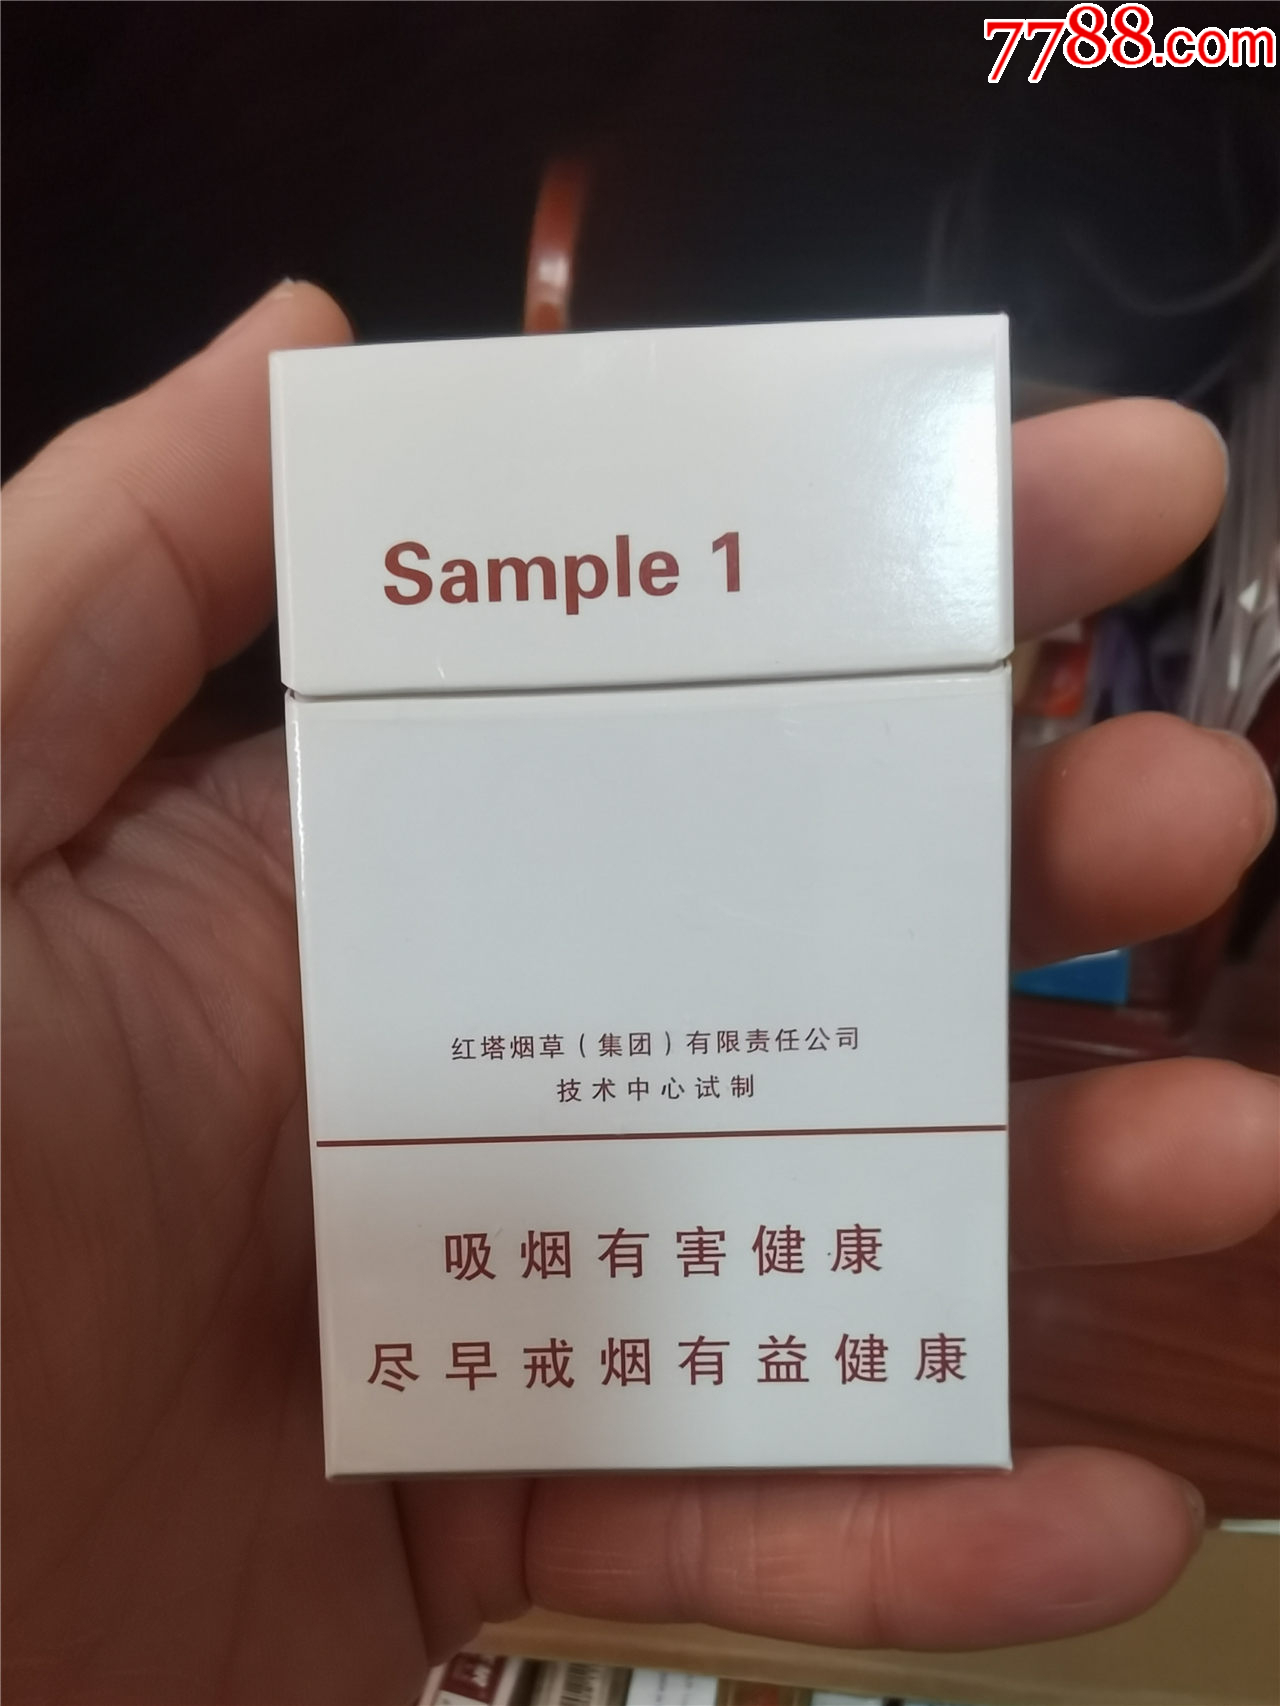 7788.com
Sample 1
红塔烟草(集团)有限责任公司
技术中心试制
吸烟有害健康
尽早戒烟有益健康